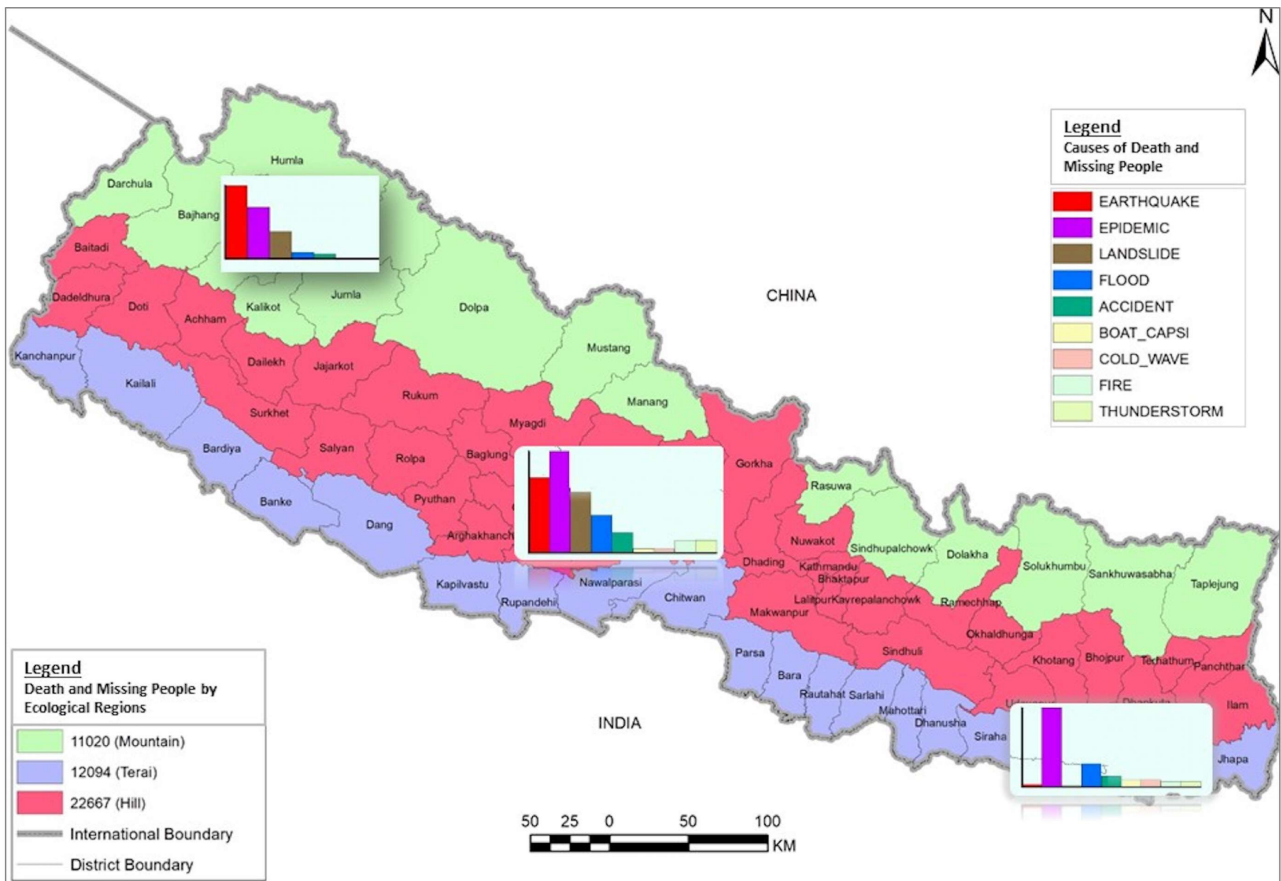 N
Legend
Causes of Death and
Missing People
EARTHQUAKE
EPIDEMIC
LANDSLIDE
FLOOD
ACCIDENT
BOAT_CAPSI
COLD_WAVE
FIRE
THUNDERSTORM
Humla
Darchula
Bajhang
Baitadi
Dadeldhura
Doti
Achham
Kalikot
Jumla
Dolpa
CHINA
Mustang
Manang
Kanchanpur
Kailali
Dailekh
Jajarkot
Rukum
Myagdi
Surkhet
Salyan
Rolpa
Baglung
Gorkha
Bardiya
Banke
Dang
Pyuthan
Arghakhanch
Rasuwa
Nuwakot
Sindhupalchowk
Dolakha
Solukhumbu
Sankhuwasabha
Taplejung
Kapilvastu
Rupandehi
Nawalparasi
Chitwan
Dhading
Kathmandu
Bhaktapur
Lalitpur
Kavrepalanchowk
Ramechhap
Makwanpur
Okhaldhunga
Sindhuli
Khotang
Bhojpur
Terhathum
Panchthar
Ilam
Parsa
Bara
Rautahat
Sarlahi
Mahottari
Dhanusha
Siraha
Jhapa
INDIA
Legend
Death and Missing People by
Ecological Regions
11020 (Mountain)
12094 (Terai)
22667 (Hill)
International Boundary
District Boundary
50 25 0 50 100
KM